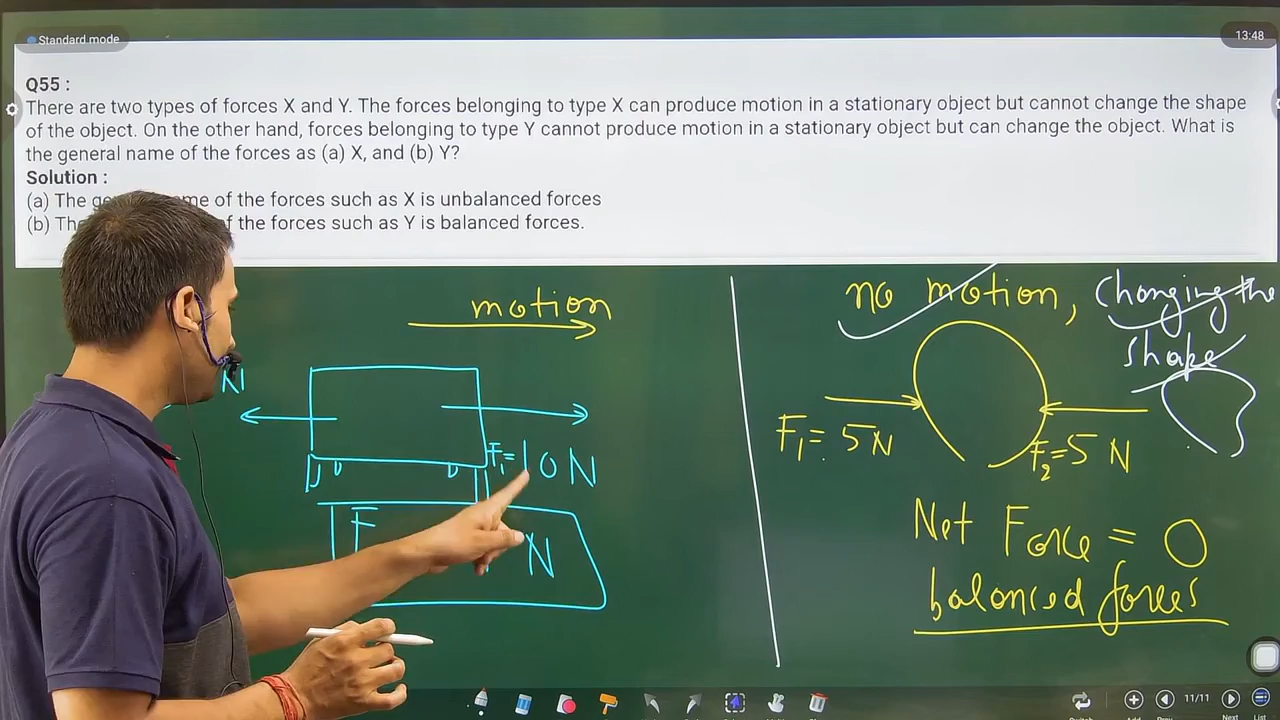 Standard mode
13:48
Q55 :
There are two types of forces X and Y. The forces belonging to type X can produce motion in a stationary object but cannot change the shape
of the object. On the other hand, forces belonging to type Y cannot produce motion in a stationary object but can change the object. What is
the general name of the forces as (a) X, and (b) Y?
Solution :
(a) The me of the forces such as X is unbalanced forces
(b) of the forces such as Y is balanced forces.
motion
N
F₁=10N
F N
no motion, Changing the
shape
F₁= 5N
F₂=5 N
Net Force = 0
balanced forces
11/11
Add Prev Next List